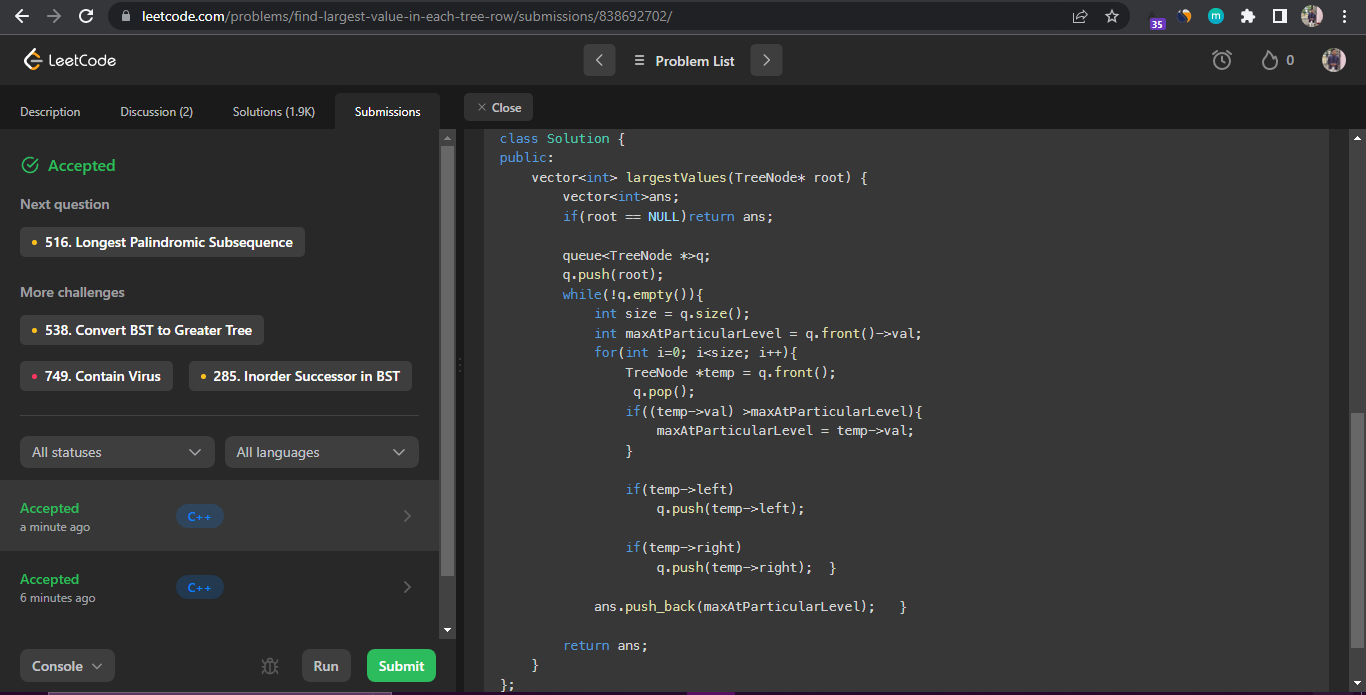 leetcode.com/problems/find-largest-value-in-each-tree-row/submissions/838692702/
35
m
LeetCode
Problem List
0
Description
Discussion (2)
Solutions (1.9K)
Submissions
Close
Accepted
Next question
516. Longest Palindromic Subsequence
More challenges
538. Convert BST to Greater Tree
749. Contain Virus
285. Inorder Successor in BST
All statuses
All languages
Accepted
C++
a minute ago
Accepted
C++
6 minutes ago
Console
Run
Submit
class Solution {
public:
    vector<int> largestValues(TreeNode* root) {
        vector<int>ans;
        if(root == NULL)return ans;
        queue<TreeNode *>q;
        q.push(root);
        while(!q.empty()){
            int size = q.size();
            int maxAtParticularLevel = q.front()->val;
            for(int i=0; i<size; i++){
                TreeNode *temp = q.front();
                 q.pop();
                if((temp->val) >maxAtParticularLevel){
                    maxAtParticularLevel = temp->val;
                }
                if(temp->left)
                    q.push(temp->left);
                if(temp->right)
                    q.push(temp->right);  }
            ans.push_back(maxAtParticularLevel);   }
        return ans;
    }
};